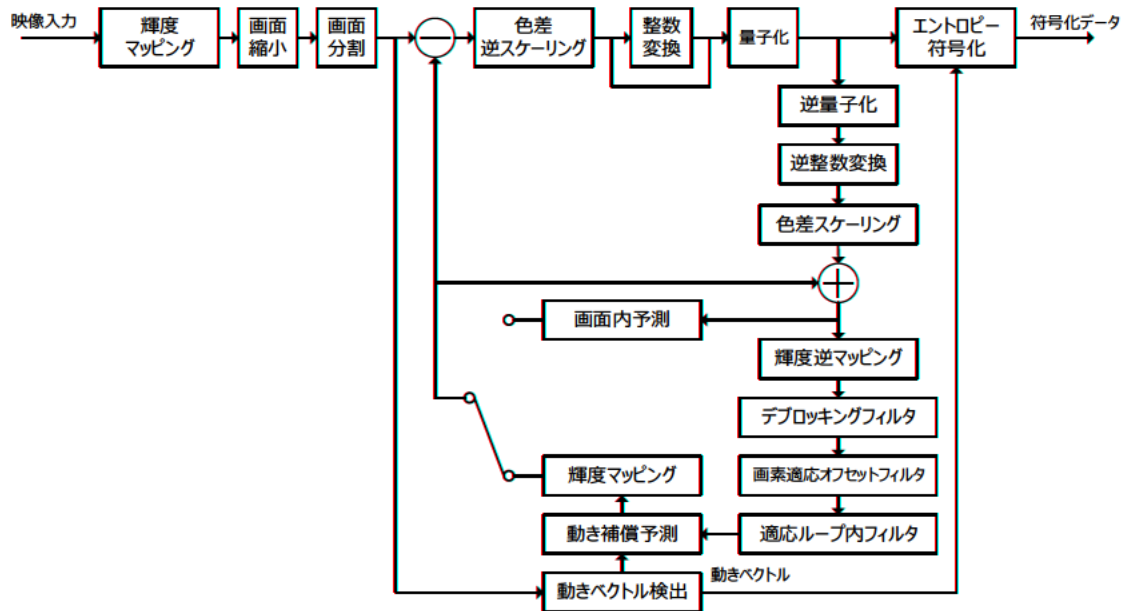 映像入力
輝度
マッピング
画面
縮小
画面
分割
色差
逆スケーリング
整数
変換
量子化
エントロピー
符号化
符号化データ
逆量子化
逆整数変換
色差スケーリング
画面内予測
輝度逆マッピング
デブロッキングフィルタ
輝度マッピング
画素適応オフセットフィルタ
動き補償予測
適応ループ内フィルタ
動きベクトル検出
動きベクトル